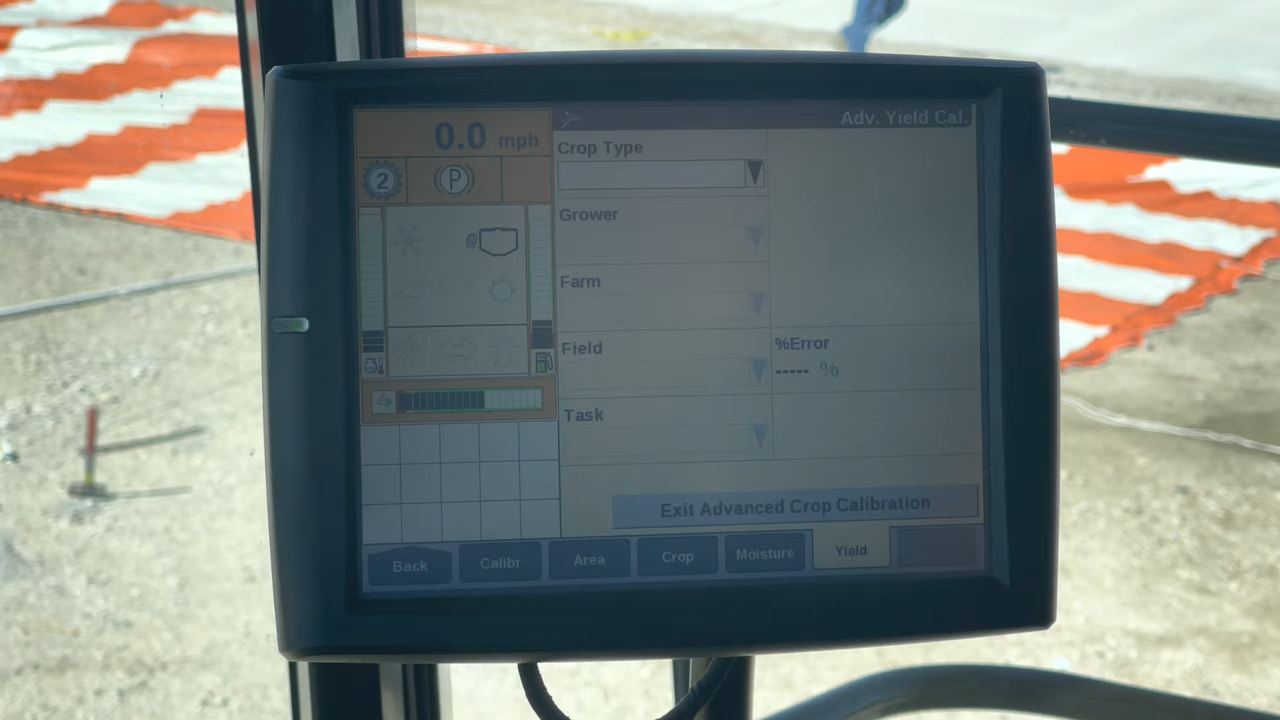 0.0 mph
2
P
Adv. Yield Cal.
Crop Type
Grower
Farm
Field
%Error
----- %
Task
Exit Advanced Crop Calibration
Back
Calibr
Area
Crop
Moisture
Yield